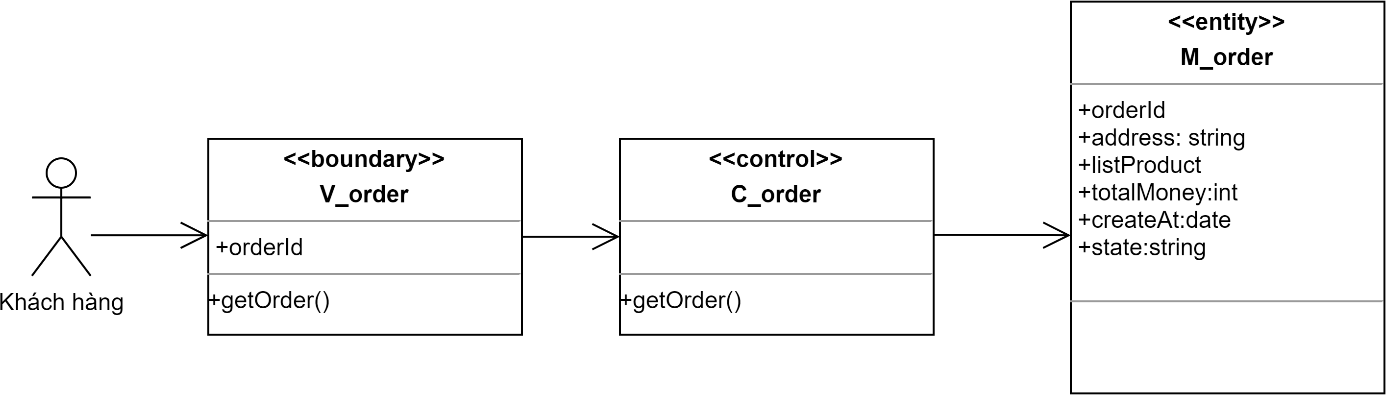 Khách hàng
<<boundary>>
V_order
+orderId
+getOrder()
<<control>>
C_order
+getOrder()
<<entity>>
M_order
+orderId
+address: string
+listProduct
+totalMoney:int
+createAt:date
+state:string